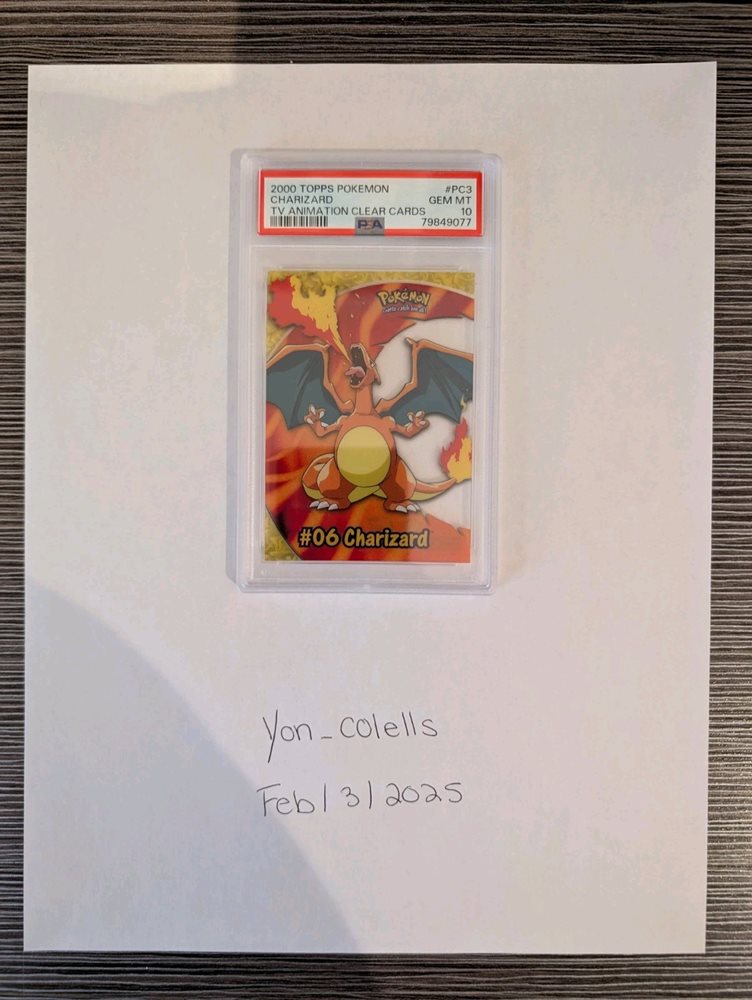 2000 TOPPS POKEMON #PC3
CHARIZARD GEM MT
TV ANIMATION CLEAR CARDS 10
PSA 79849077
POKéMON
#06 Charizard
Yon_colells
Feb/3/2025